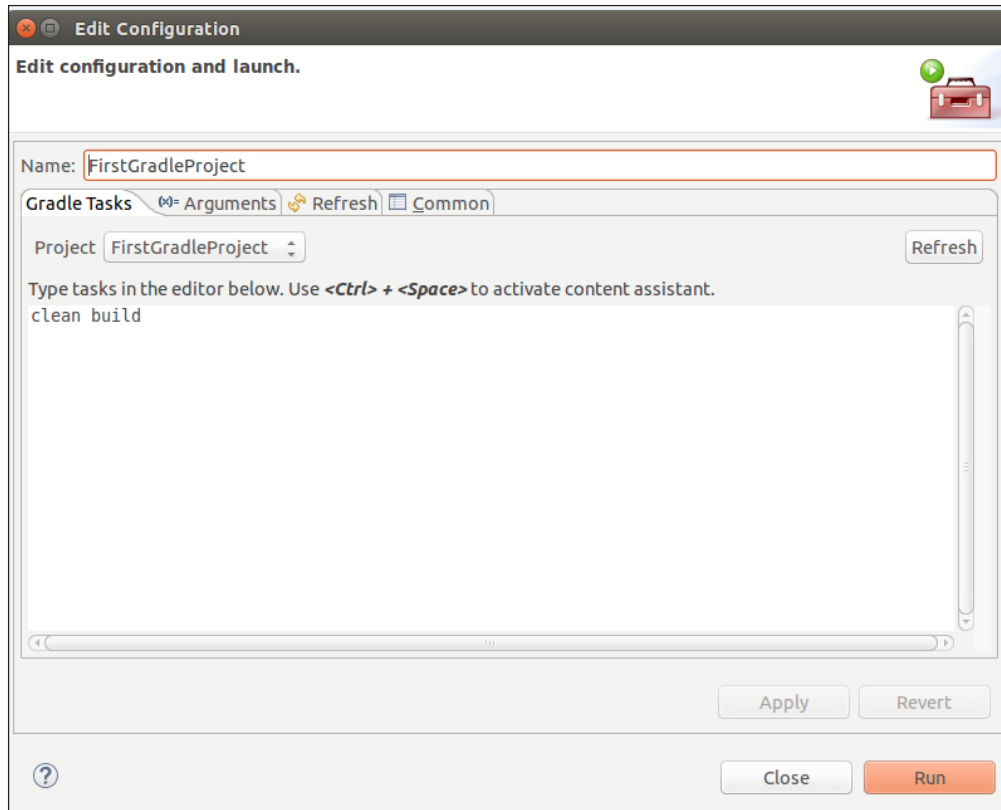 Edit Configuration
Edit configuration and launch.
Name: FirstGradleProject
Gradle Tasks (x)= Arguments Refresh Common
Project FirstGradleProject Refresh
Type tasks in the editor below. Use <Ctrl> + <Space> to activate content assistant.
clean build
Apply Revert
? Close Run